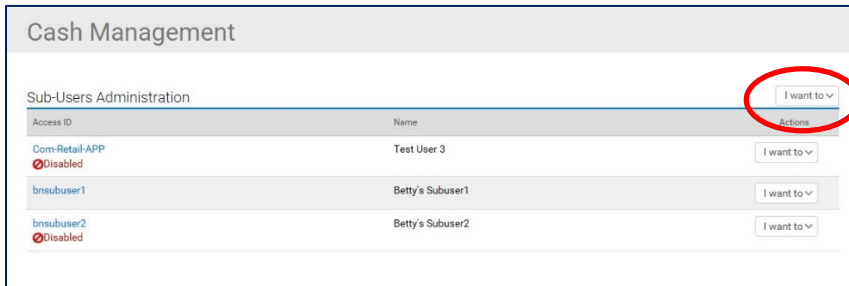 Cash Management
Sub-Users Administration
I want to
Access ID Name Actions
Com-Retail-APP Test User 3 I want to
Disabled
bnsubuser1 Betty's Subuser1 I want to
bnsubuser2 Betty's Subuser2 I want to
Disabled